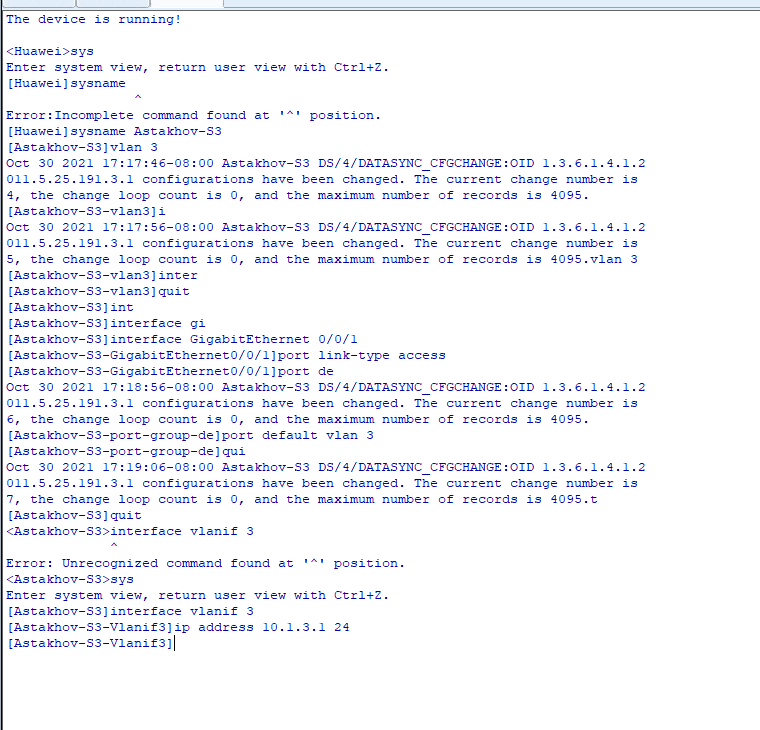 The device is running!
<Huawei>sys
Enter system view, return user view with Ctrl+Z.
[Huawei]sysname
^
Error:Incomplete command found at '^' position.
[Huawei]sysname Astakhov-S3
[Astakhov-S3]vlan 3
Oct 30 2021 17:17:46-08:00 Astakhov-S3 DS/4/DATASYNC_CFGCHANGE:OID 1.3.6.1.4.1.2
011.5.25.191.3.1 configurations have been changed. The current change number is
4, the change loop count is 0, and the maximum number of records is 4095.
[Astakhov-S3-vlan3]i
Oct 30 2021 17:17:56-08:00 Astakhov-S3 DS/4/DATASYNC_CFGCHANGE:OID 1.3.6.1.4.1.2
011.5.25.191.3.1 configurations have been changed. The current change number is
5, the change loop count is 0, and the maximum number of records is 4095.vlan 3
[Astakhov-S3-vlan3]inter
[Astakhov-S3-vlan3]quit
[Astakhov-S3]int
[Astakhov-S3]interface gi
[Astakhov-S3]interface GigabitEthernet 0/0/1
[Astakhov-S3-GigabitEthernet0/0/1]port link-type access
[Astakhov-S3-GigabitEthernet0/0/1]port de
Oct 30 2021 17:18:56-08:00 Astakhov-S3 DS/4/DATASYNC_CFGCHANGE:OID 1.3.6.1.4.1.2
011.5.25.191.3.1 configurations have been changed. The current change number is
6, the change loop count is 0, and the maximum number of records is 4095.
[Astakhov-S3-port-group-de]port default vlan 3
[Astakhov-S3-port-group-de]qui
Oct 30 2021 17:19:06-08:00 Astakhov-S3 DS/4/DATASYNC_CFGCHANGE:OID 1.3.6.1.4.1.2
011.5.25.191.3.1 configurations have been changed. The current change number is
7, the change loop count is 0, and the maximum number of records is 4095.t
[Astakhov-S3]quit
<Astakhov-S3>interface vlanif 3
^
Error: Unrecognized command found at '^' position.
<Astakhov-S3>sys
Enter system view, return user view with Ctrl+Z.
[Astakhov-S3]interface vlanif 3
[Astakhov-S3-Vlanif3]ip address 10.1.3.1 24
[Astakhov-S3-Vlanif3]